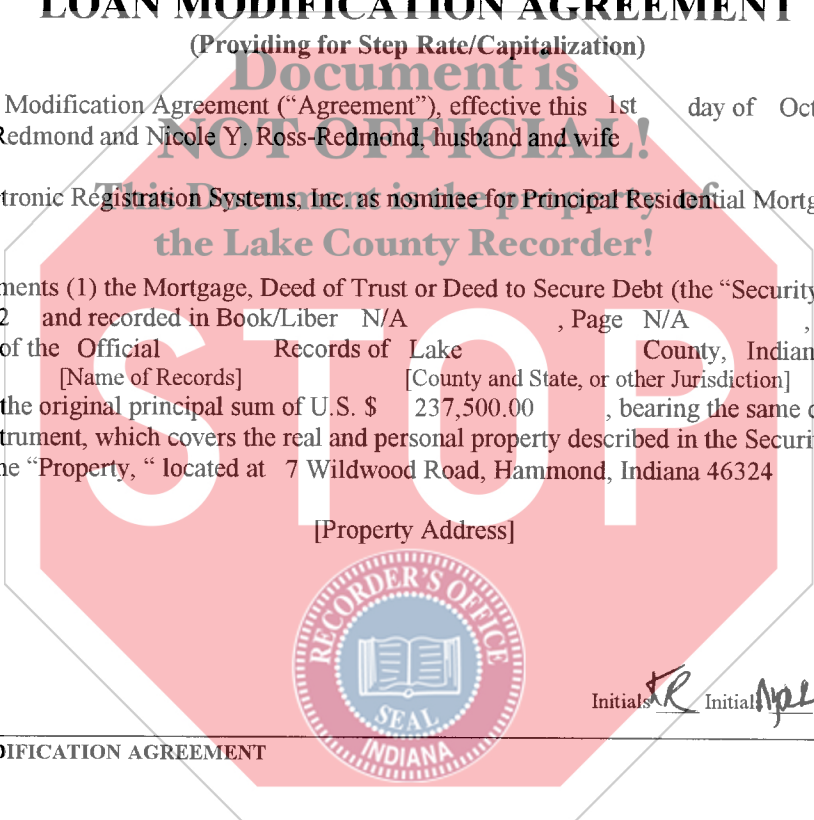 LOAN MODIFICATION AGREEMENT
(Providing for Step Rate/Capitalization)
Document is
Modification Agreement (“Agreement”), effective this 1st day of Oct
Redmond and Nicole Y. Ross-Redmond, husband and wife
NOT OFFICIAL!
tronic Registration Systems, Inc. as nominee for Principal Residential Mortg
This Document is the property of
the Lake County Recorder!
ments (1) the Mortgage, Deed of Trust or Deed to Secure Debt (the “Security
2 and recorded in Book/Liber N/A , Page N/A ,
of the Official Records of Lake County, Indian
[Name of Records] [County and State, or other Jurisdiction]
the original principal sum of U.S. $ 237,500.00 , bearing the same d
trument, which covers the real and personal property described in the Securi
he “Property, “ located at 7 Wildwood Road, Hammond, Indiana 46324
STOP
[Property Address]
RECORDER'S OFFICE
SEAL
INDIANA
Initials Initial
DIFICATION AGREEMENT